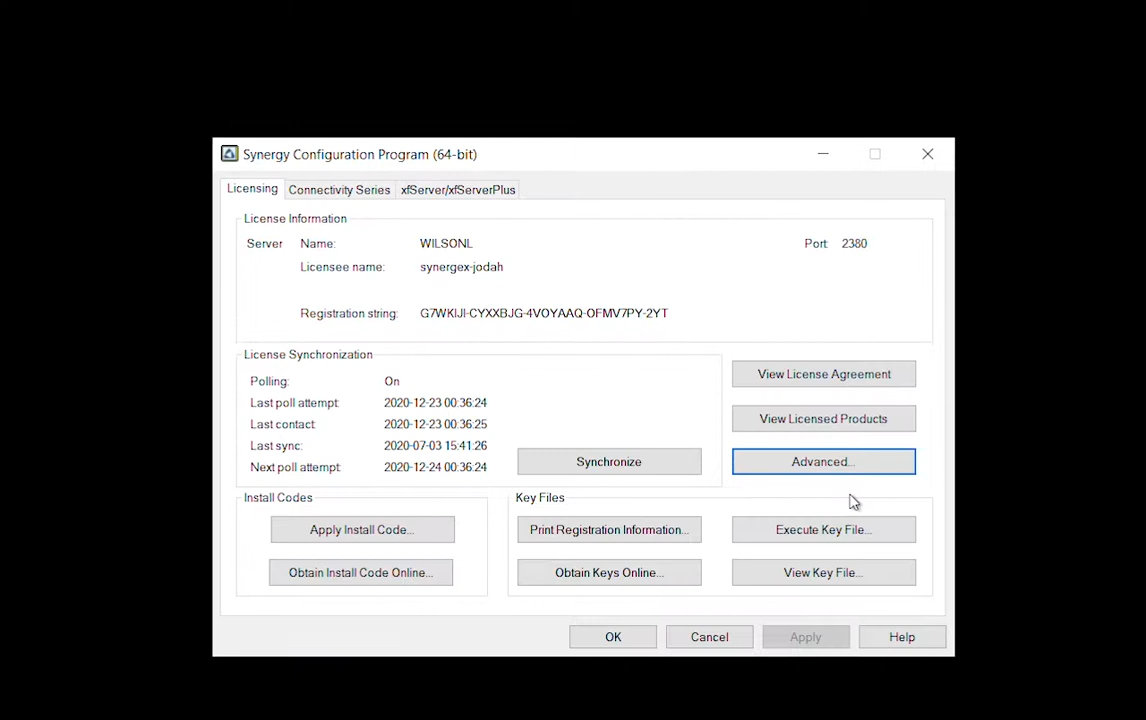 Synergy Configuration Program (64-bit)
Licensing Connectivity Series xfServer/xfServerPlus
License Information
Server Name: WILSONL Port: 2380
Licensee name: synergex-jodah
Registration string: G7WKIJI-CYXXBJG-4VOYAAQ-OFMV7PY-2YT
License Synchronization
Polling: On
Last poll attempt: 2020-12-23 00:36:24
Last contact: 2020-12-23 00:36:25
Last sync: 2020-07-03 15:41:26
Next poll attempt: 2020-12-24 00:36:24
Synchronize
View License Agreement
View Licensed Products
Advanced...
Install Codes
Apply Install Code...
Obtain Install Code Online...
Key Files
Print Registration Information... Execute Key File...
Obtain Keys Online... View Key File...
OK Cancel Apply Help